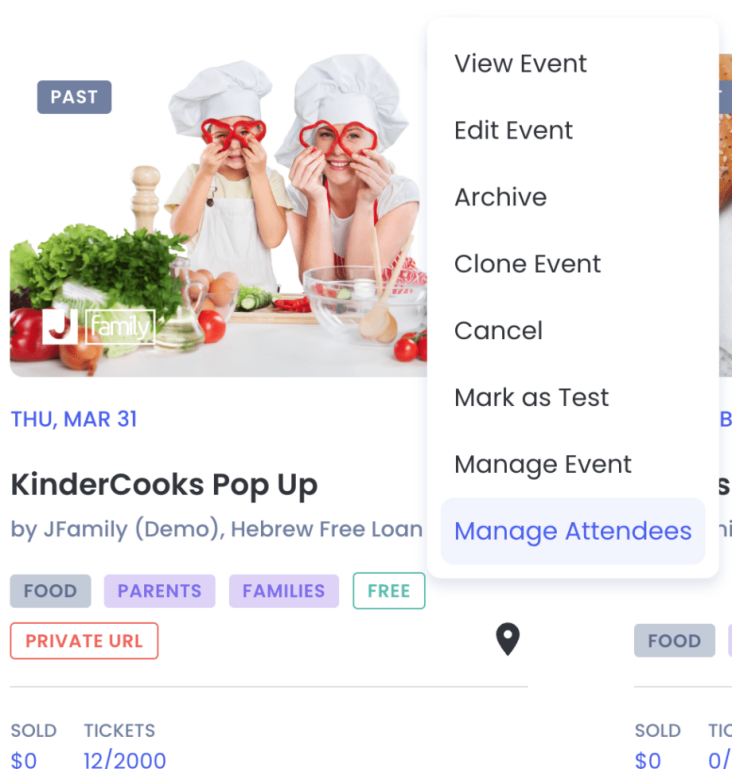 PAST
J family
THU, MAR 31
KinderCooks Pop Up
by JFamily (Demo), Hebrew Free Loan
FOOD PARENTS FAMILIES FREE
PRIVATE URL
SOLD TICKETS
$0 12/2000
View Event
Edit Event
Archive
Clone Event
Cancel
Mark as Test
Manage Event
Manage Attendees
FOOD
SOLD
$0